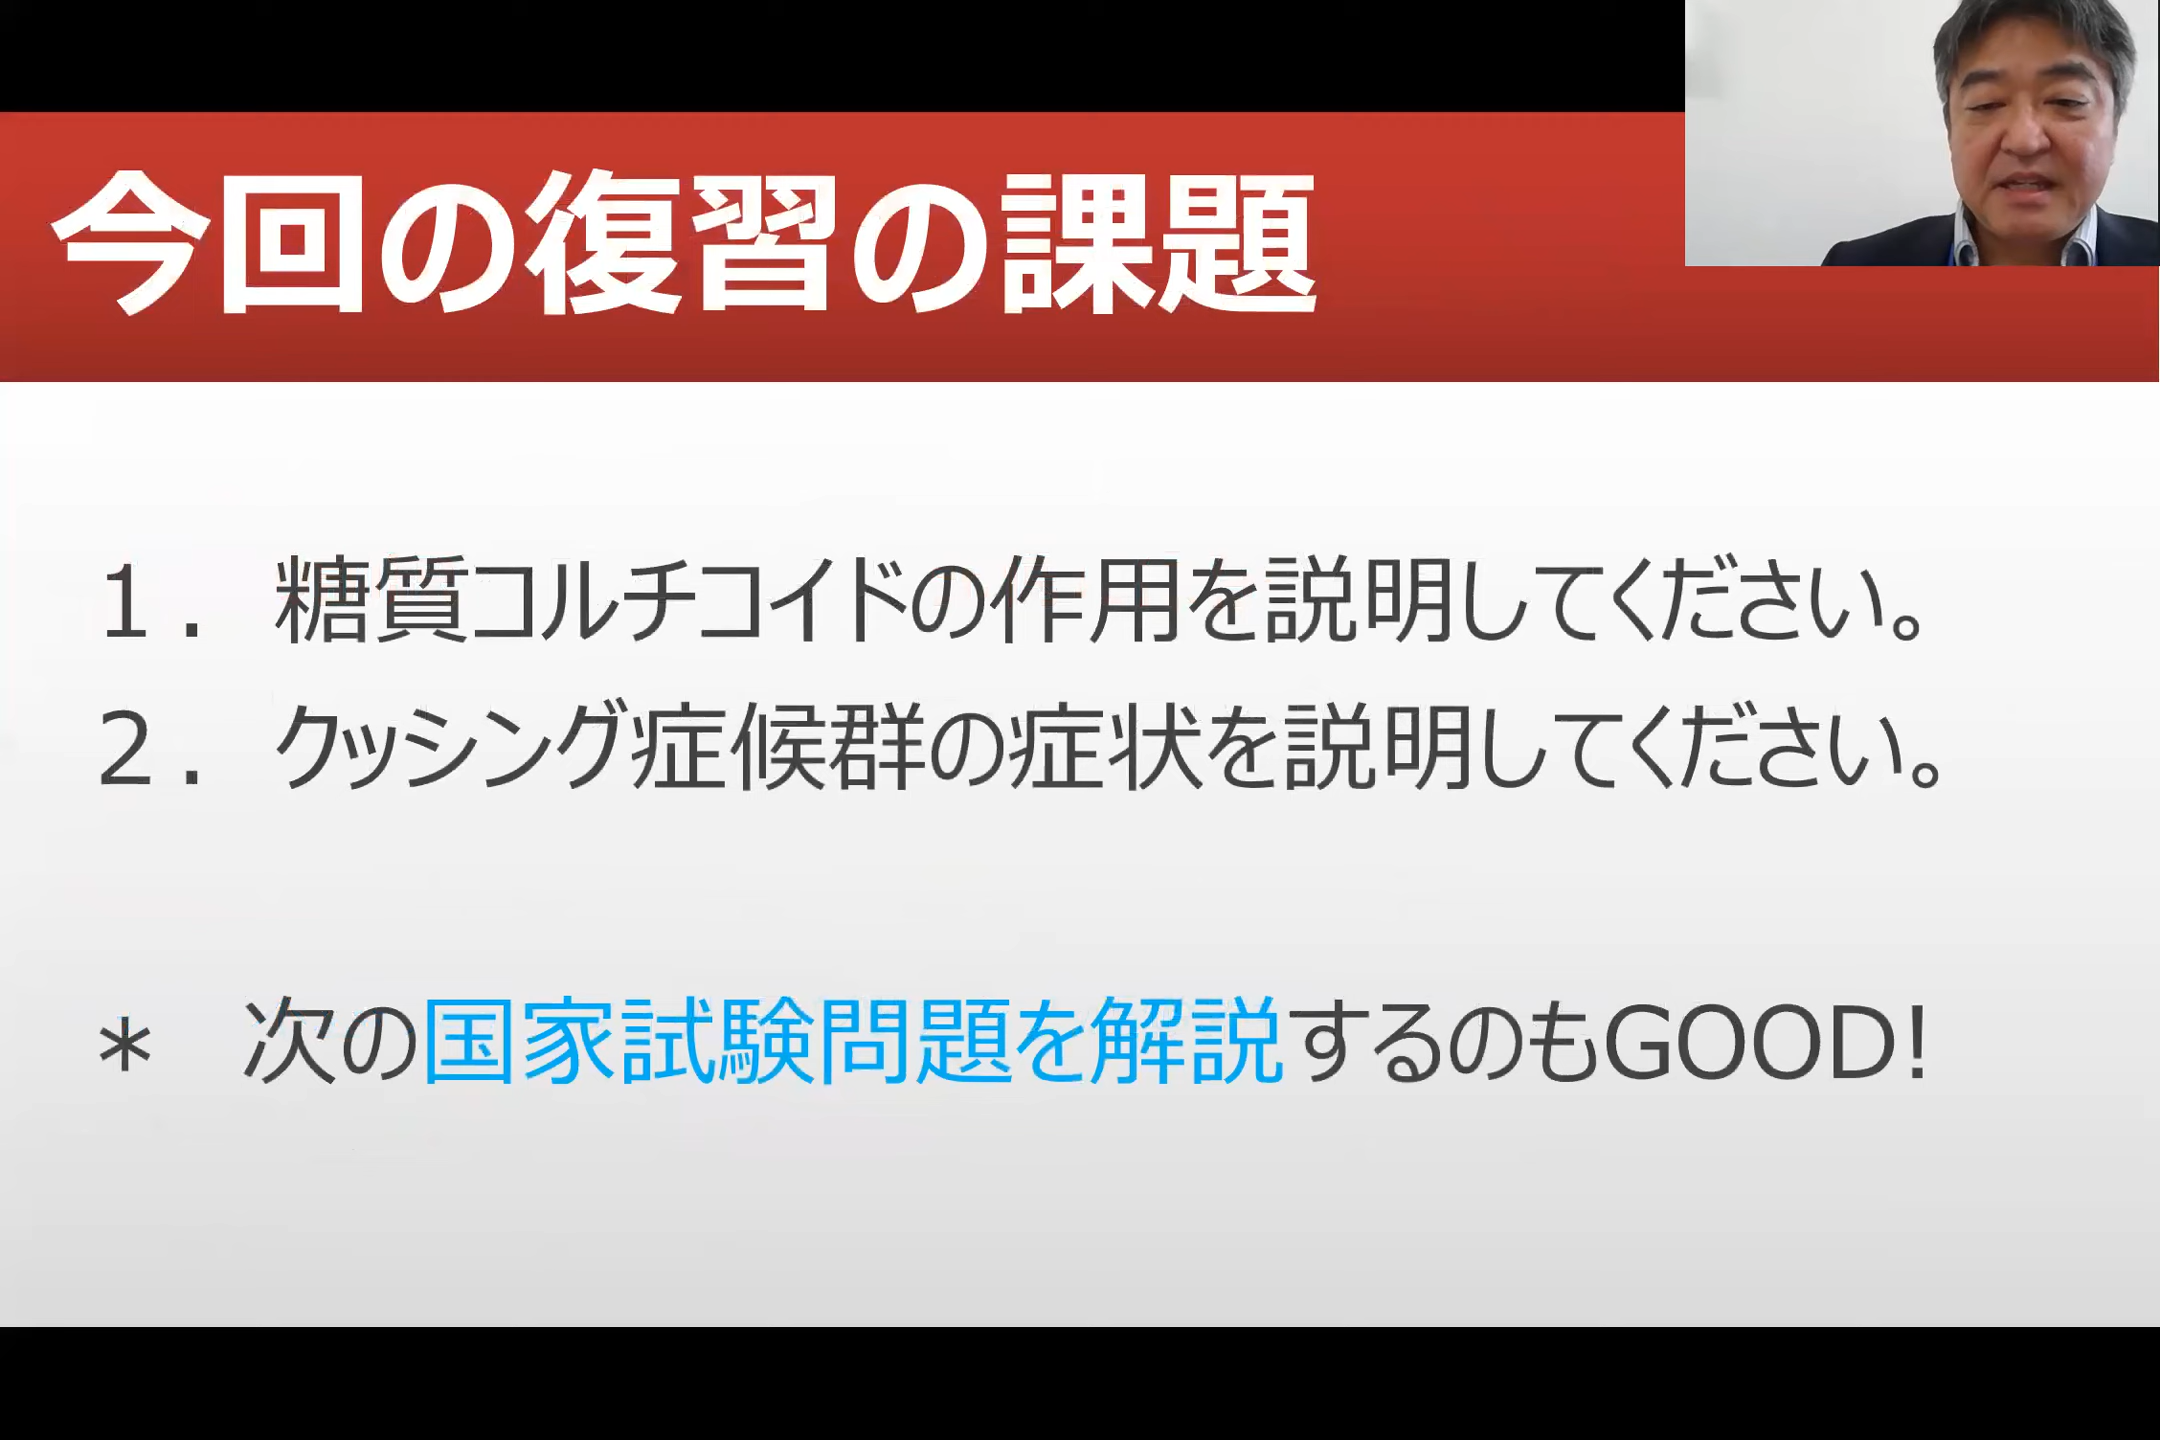 今回の復習の課題
１． 糖質コルチコイドの作用を説明してください。
２． クッシング症候群の症状を説明してください。
＊ 次の国家試験問題を解説するのもGOOD!